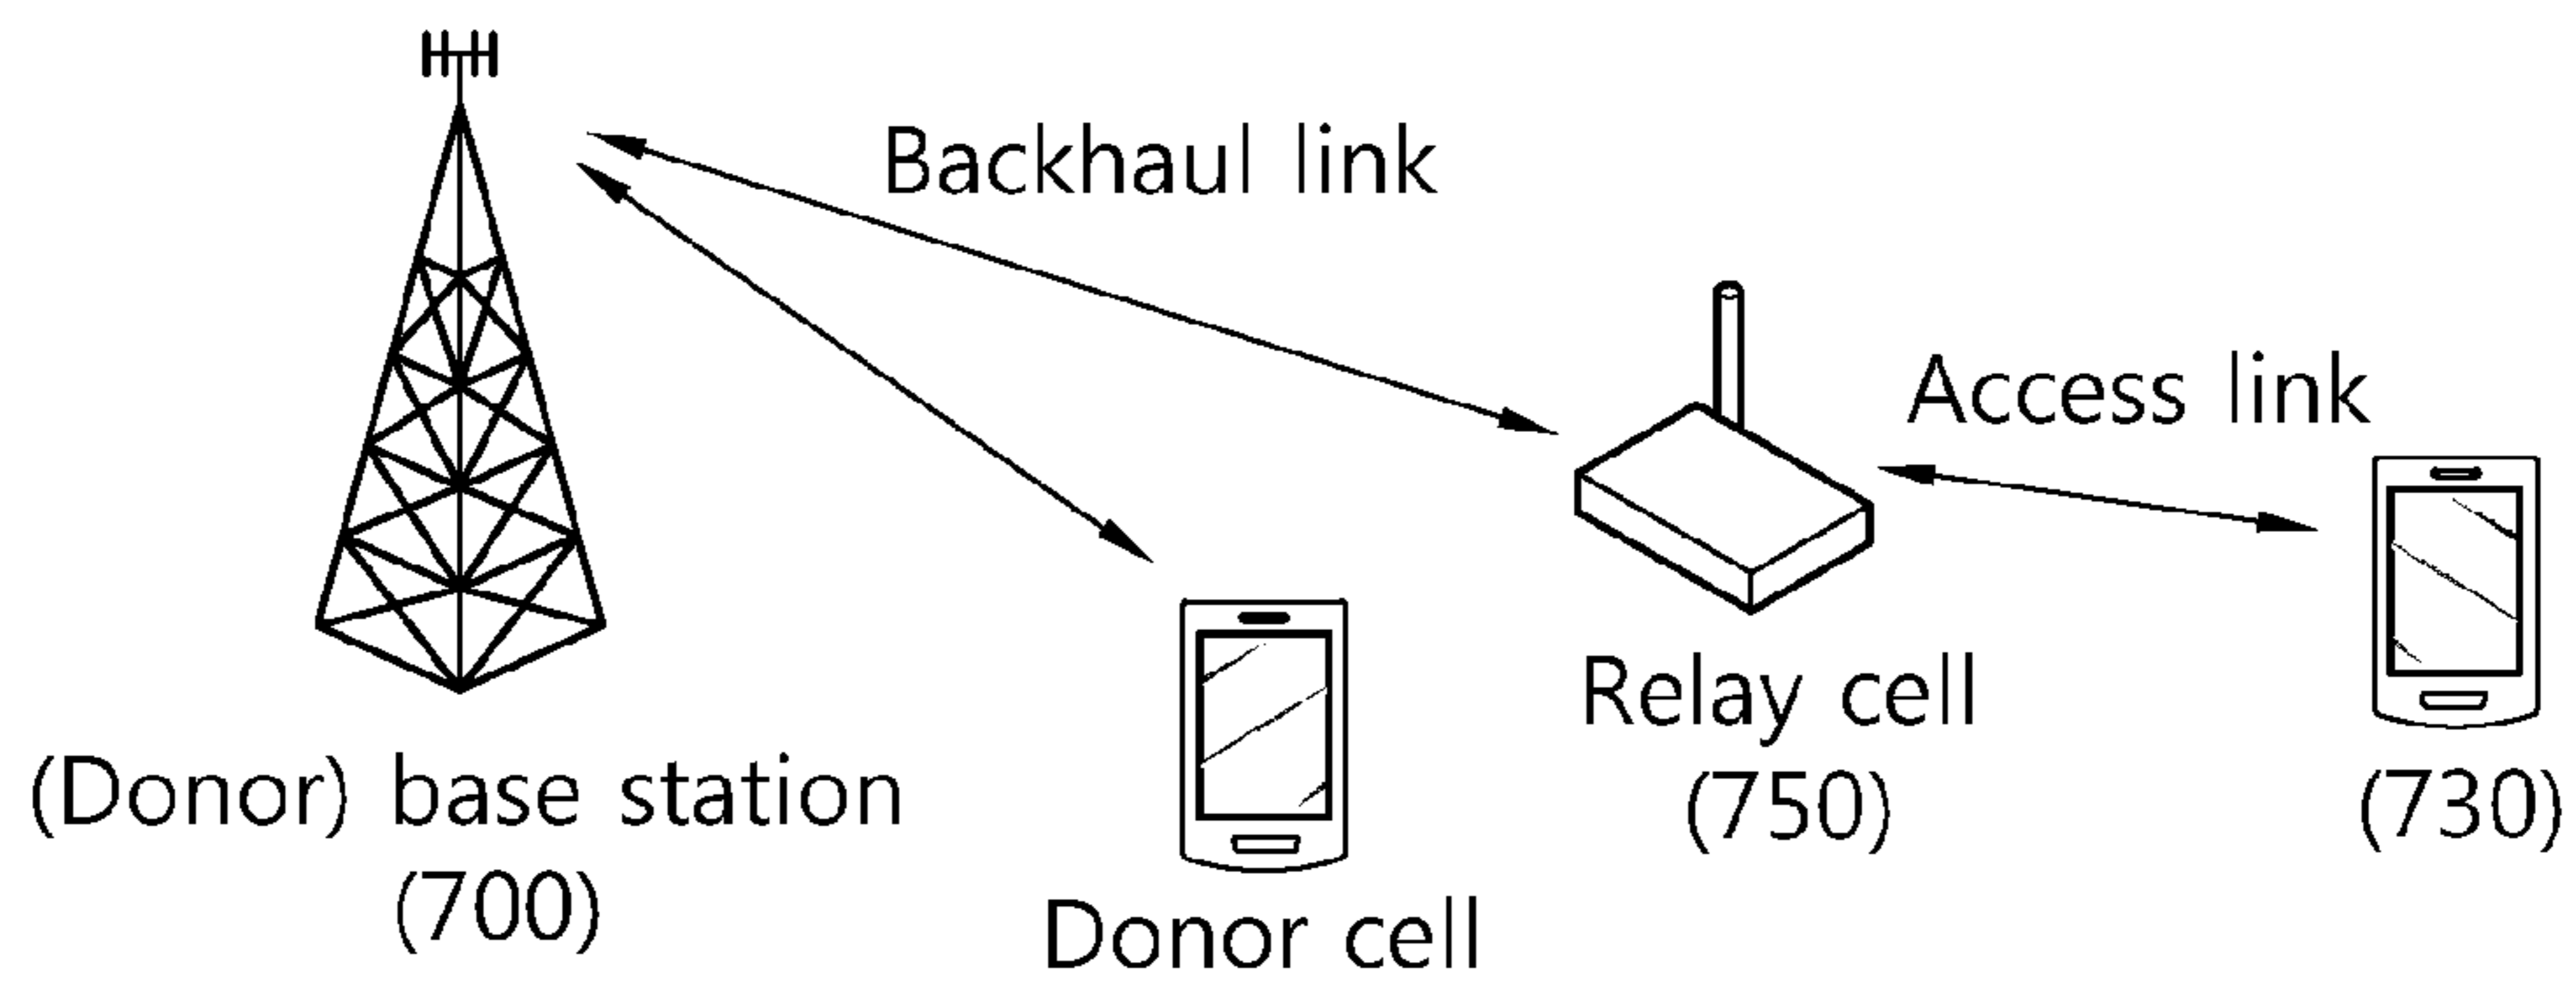 Backhaul link
Access link
(Donor) base station
(700)
Donor cell
Relay cell
(750)
(730)